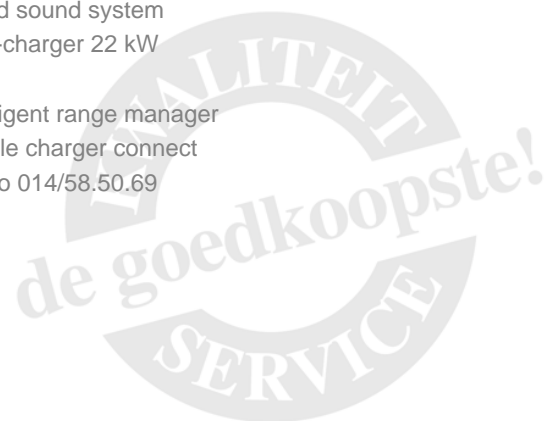 d sound system
-charger 22 kW
igent range manager
le charger connect
o 014/58.50.69
KWALITEIT
de goedkoopste!
SERVICE